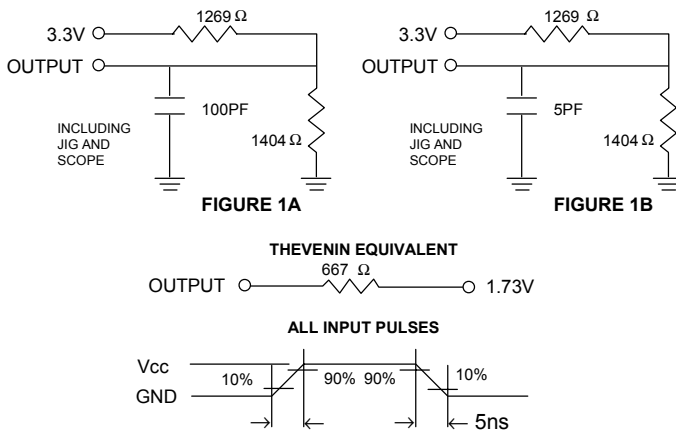 1269 Ω
3.3V
OUTPUT
100PF
INCLUDING
JIG AND
SCOPE
1404 Ω
FIGURE 1A
1269 Ω
3.3V
OUTPUT
5PF
INCLUDING
JIG AND
SCOPE
1404 Ω
FIGURE 1B
THEVENIN EQUIVALENT
667 Ω
OUTPUT 1.73V
ALL INPUT PULSES
Vcc
GND
10% 90% 90% 10%
5ns